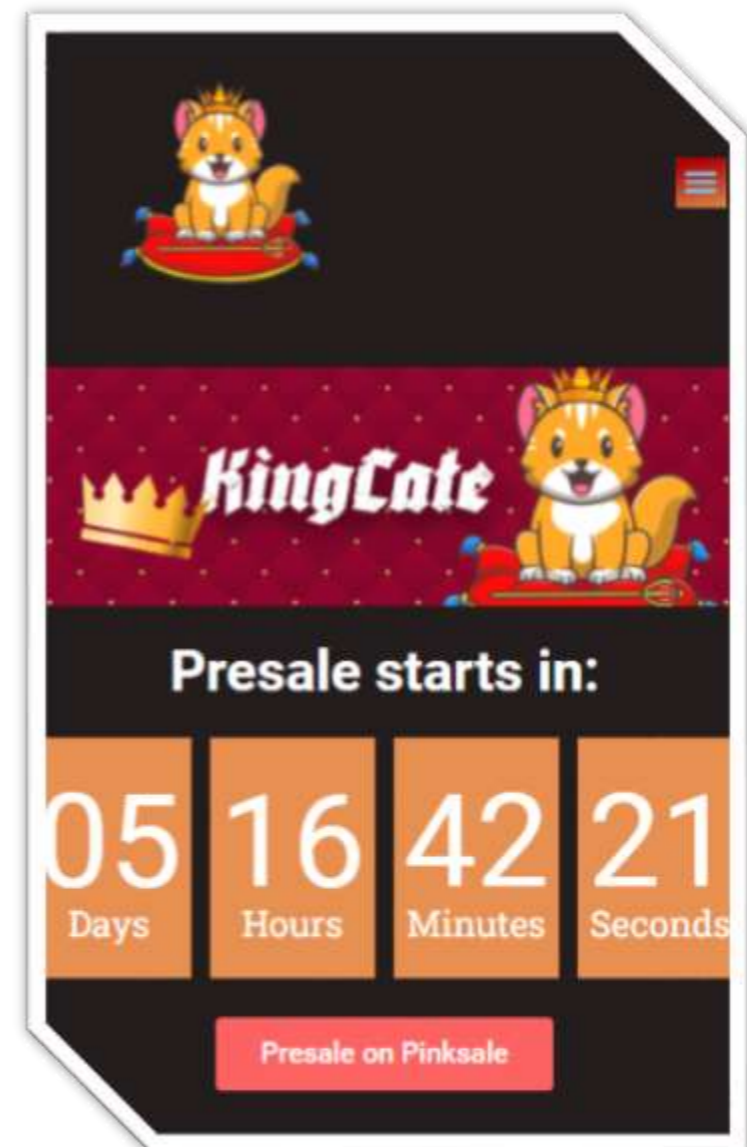 KingCate
Presale starts in:
05 16 42 21
Days Hours Minutes Seconds
Presale on Pinksale